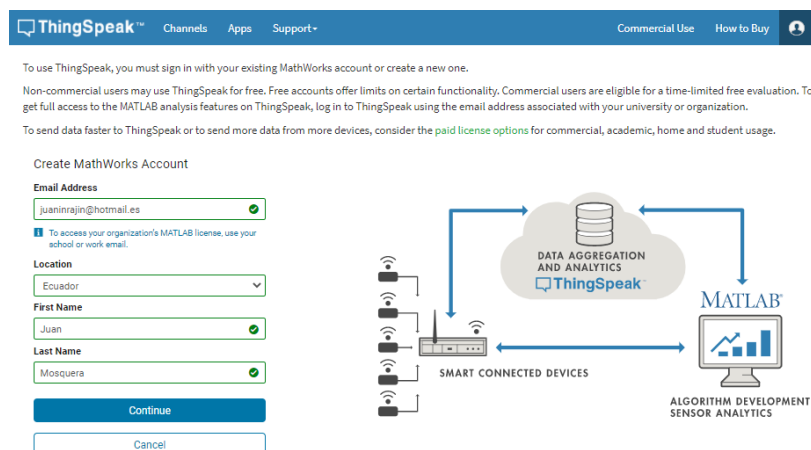 ThingSpeak™ Channels Apps Support Commercial Use How to Buy
To use ThingSpeak, you must sign in with your existing MathWorks account or create a new one.
Non-commercial users may use ThingSpeak for free. Free accounts offer limits on certain functionality. Commercial users are eligible for a time-limited free evaluation. To
get full access to the MATLAB analysis features on ThingSpeak, log in to ThingSpeak using the email address associated with your university or organization.
To send data faster to ThingSpeak or to send more data from more devices, consider the paid license options for commercial, academic, home and student usage.
Create MathWorks Account
Email Address
juaninrajin@hotmail.es
To access your organization's MATLAB license, use your
school or work email.
Location
Ecuador
First Name
Juan
Last Name
Mosquera
Continue
Cancel
DATA AGGREGATION
AND ANALYTICS
ThingSpeak™
SMART CONNECTED DEVICES
MATLAB®
ALGORITHM DEVELOPMENT
SENSOR ANALYTICS